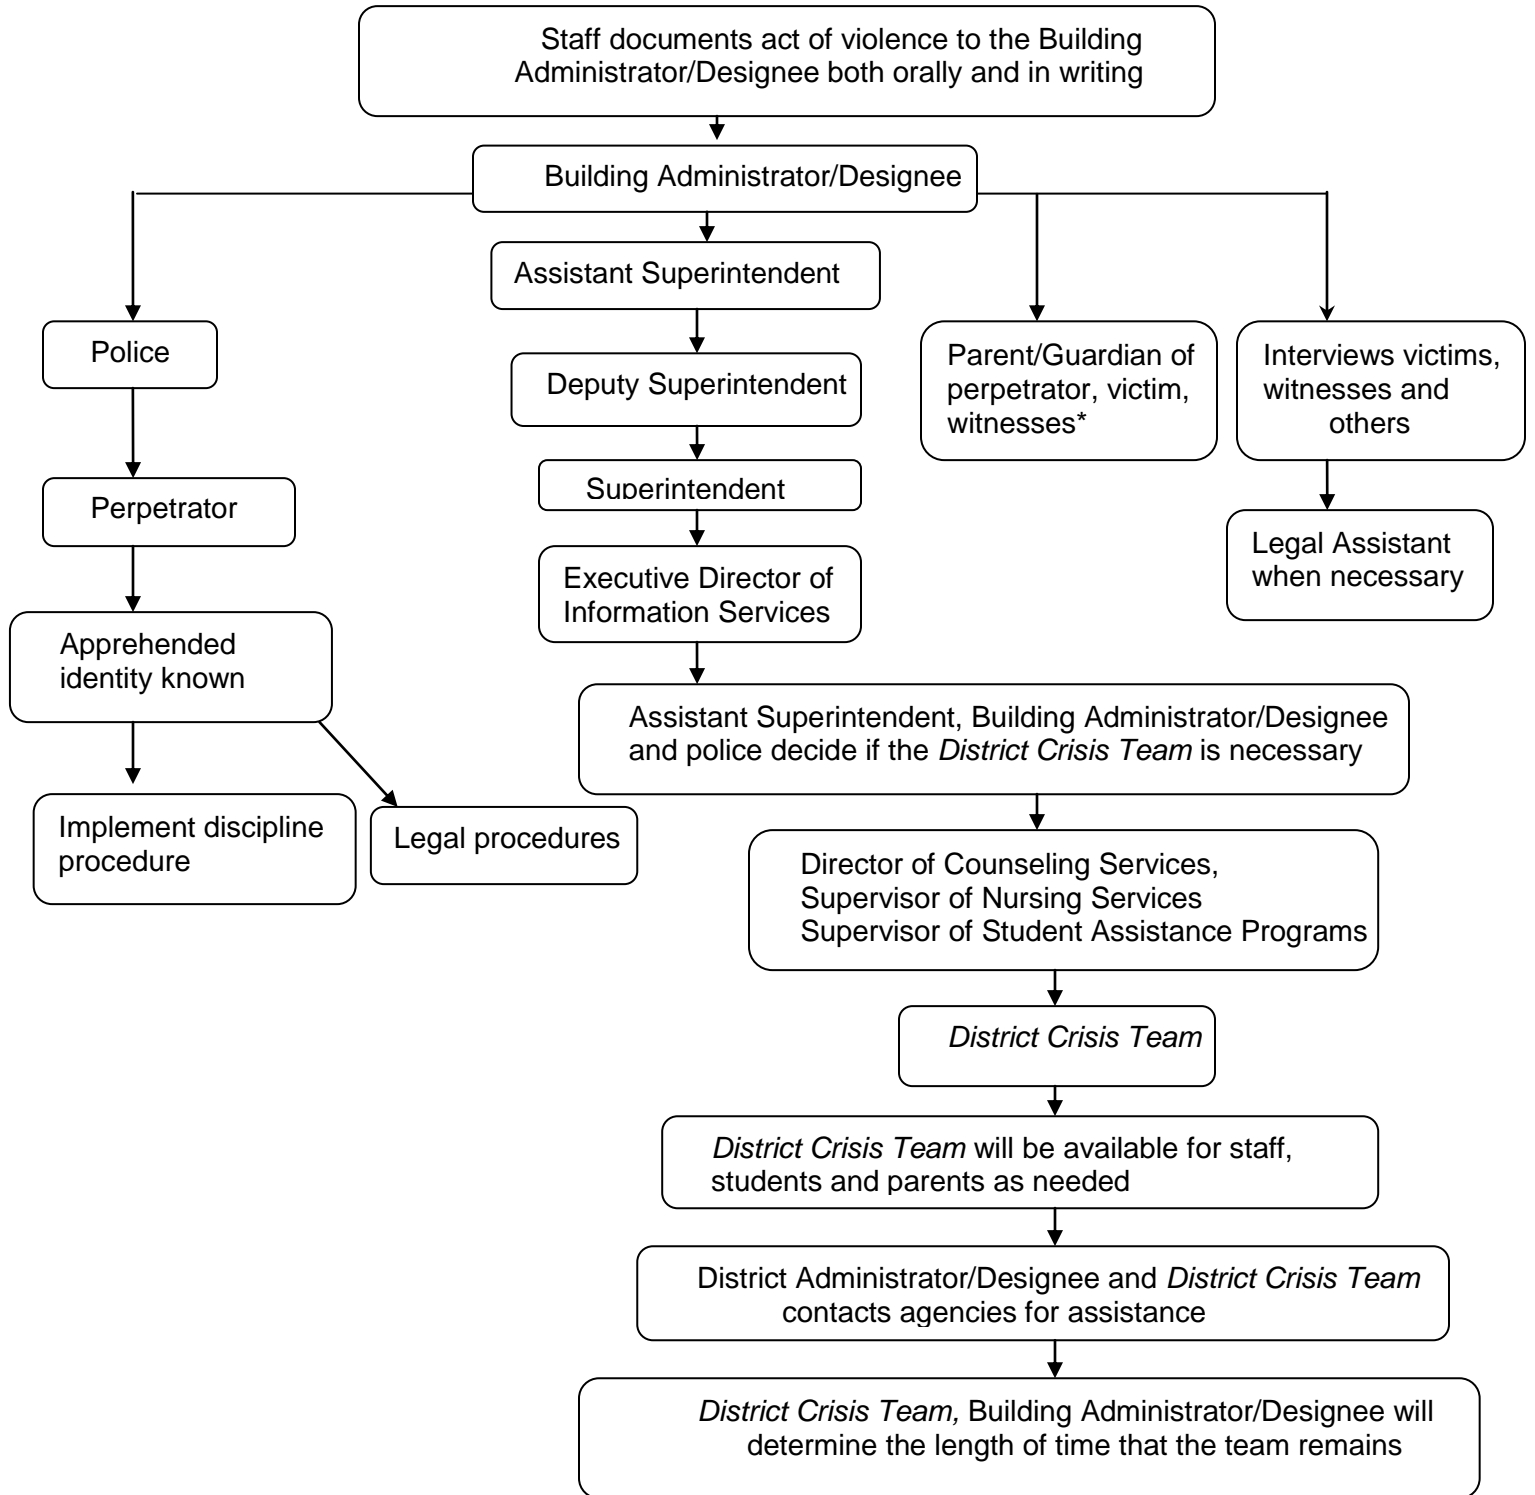 Staff documents act of violence to the Building
Administrator/Designee both orally and in writing
Building Administrator/Designee
Assistant Superintendent
Deputy Superintendent
Superintendent
Executive Director of
Information Services
Police
Perpetrator
Apprehended
identity known
Implement discipline
procedure
Legal procedures
Parent/Guardian of
perpetrator, victim,
witnesses*
Interviews victims,
witnesses and
others
Legal Assistant
when necessary
Assistant Superintendent, Building Administrator/Designee
and police decide if the District Crisis Team is necessary
Director of Counseling Services,
Supervisor of Nursing Services
Supervisor of Student Assistance Programs
District Crisis Team
District Crisis Team will be available for staff,
students and parents as needed
District Administrator/Designee and District Crisis Team
contacts agencies for assistance
District Crisis Team, Building Administrator/Designee will
determine the length of time that the team remains